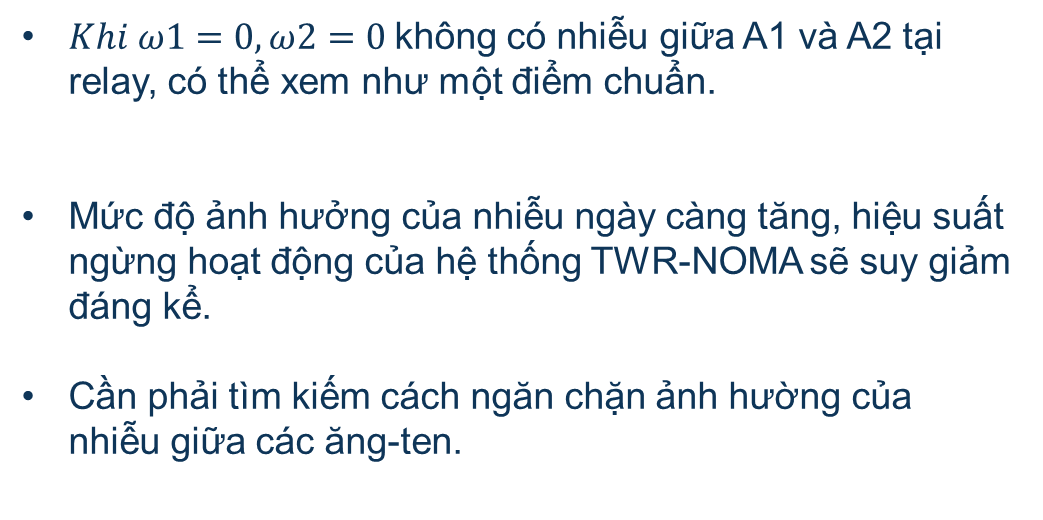 • Khi ω1 = 0, ω2 = 0 không có nhiễu giữa A1 và A2 tại
relay, có thể xem như một điểm chuẩn.
• Mức độ ảnh hưởng của nhiễu ngày càng tăng, hiệu suất
ngừng hoạt động của hệ thống TWR-NOMA sẽ suy giảm
đáng kể.
• Cần phải tìm kiếm cách ngăn chặn ảnh hường của
nhiễu giữa các ăng-ten.